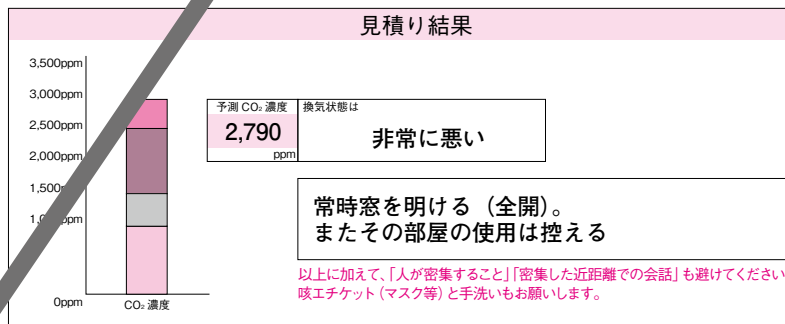 見積り結果
3,500ppm
3,000ppm
2,500ppm
2,000ppm
0ppm
CO₂ 濃度
予測 CO₂ 濃度
2,790
ppm
換気状態は
非常に悪い
常時窓を明ける（全開）。
またその部屋の使用は控える
以上に加えて、「人が密集すること」「密集した近距離での会話」も避けてください
咳エチケット（マスク等）と手洗いもお願いします。